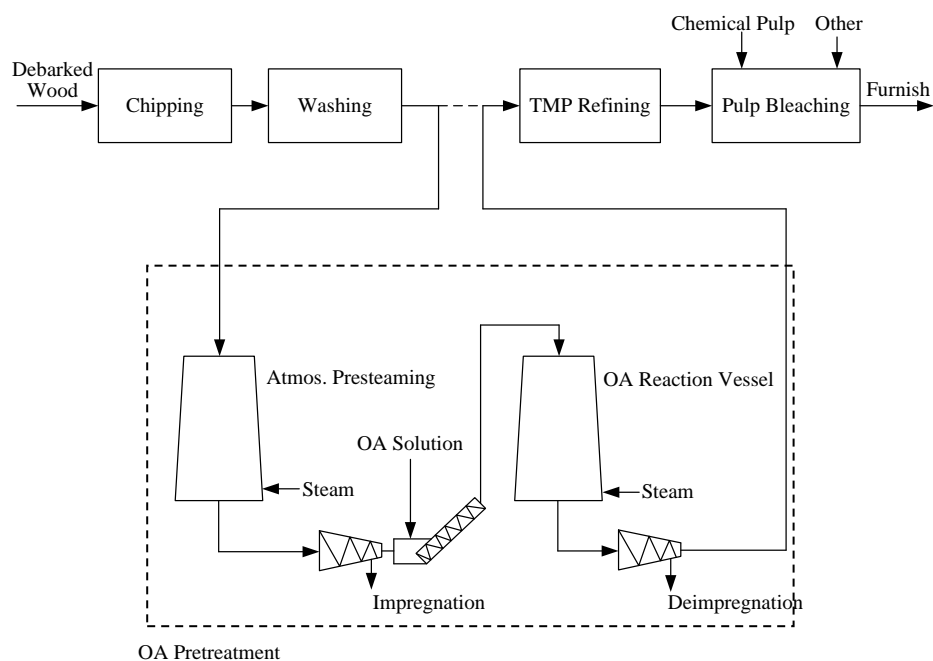 Chemical Pulp
Other
Debarked
Wood
Chipping
Washing
TMP Refining
Pulp Bleaching
Furnish
Atmos. Presteaming
OA Reaction Vessel
OA Solution
Steam
Steam
Impregnation
Deimpregnation
OA Pretreatment